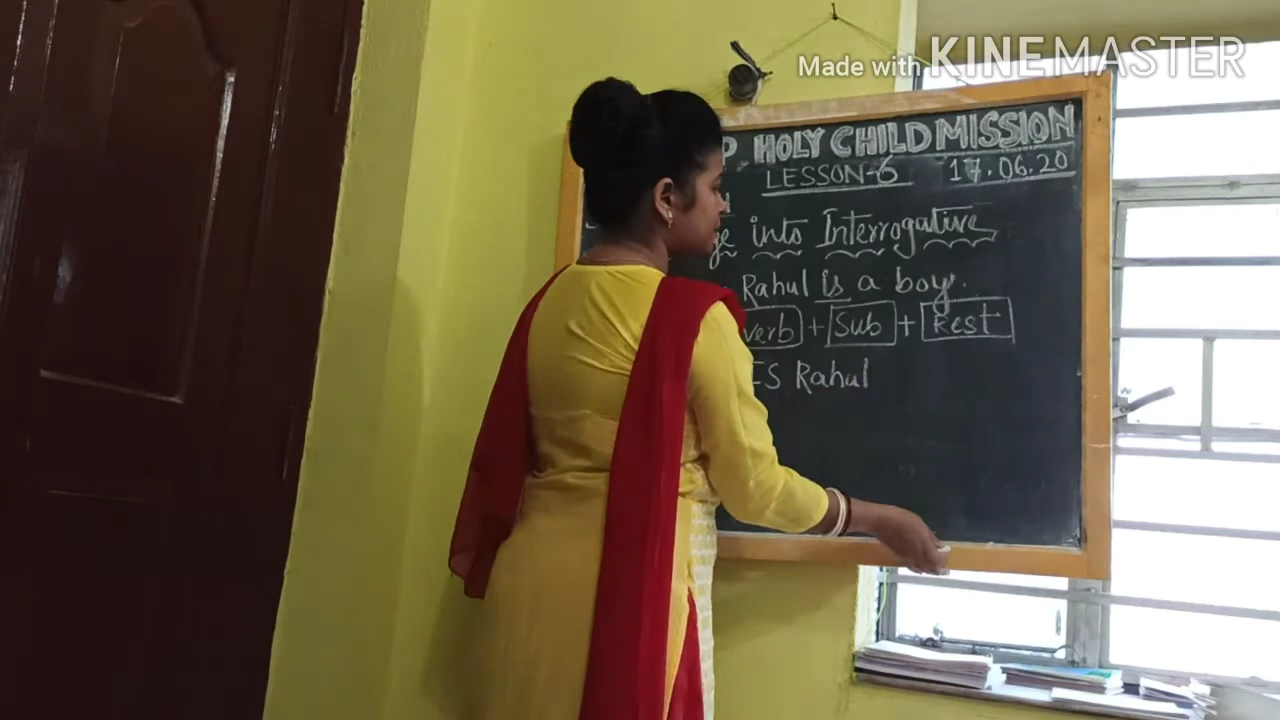 Made with KINEMASTER
P HOLY CHILD MISSION
LESSON-6 17.06.20
into Interrogative
Rahul is a boy.
verb + Sub + Rest
Is Rahul